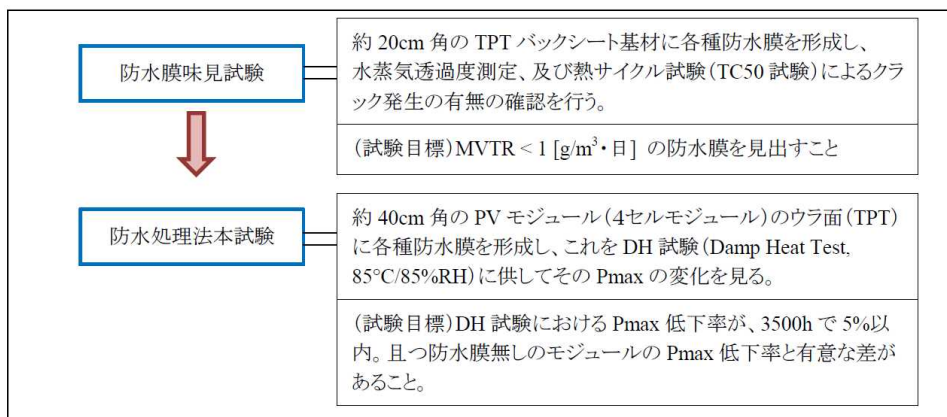 防水膜味見試験
約 20cm 角の TPT バックシート基材に各種防水膜を形成し、
水蒸気透過度測定、及び熱サイクル試験(TC50 試験)によるクラ
ック発生の有無の確認を行う。
(試験目標)MVTR < 1 [g/m³・日] の防水膜を見出すこと
防水処理法本試験
約 40cm 角の PV モジュール(4セルモジュール)のウラ面(TPT)
に各種防水膜を形成し、これを DH 試験(Damp Heat Test,
85°C/85%RH)に供してその Pmax の変化を見る。
(試験目標)DH 試験における Pmax 低下率が、3500h で 5%以
内。且つ防水膜無しのモジュールの Pmax 低下率と有意な差が
あること。